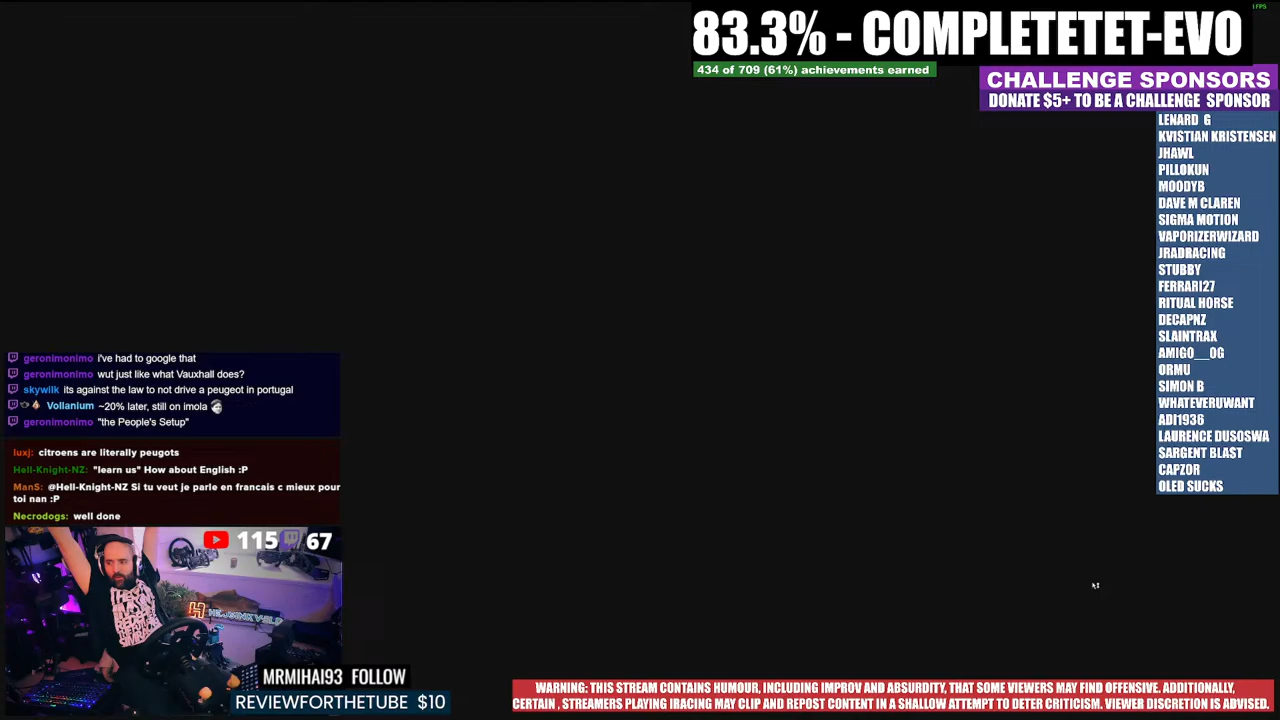 FPS
83.3% - COMPLETETET-EVO
434 of 709 (61%) achievements earned
CHALLENGE SPONSORS
DONATE $5+ TO BE A CHALLENGE SPONSOR
LENARD G
KVISTIAN KRISTENSEN
JHAWL
PILLOKUN
MOODYB
DAVE M CLAREN
SIGMA MOTION
VAPORIZERWIZARD
JRADRACING
STUBBY
FERRARI27
RITUAL HORSE
DECAPNZ
SLAINTRAX
AMIGO__OG
ORMU
SIMON B
WHATEVERUWANT
ADI1936
LAURENCE DUSOSWA
SARGENT BLAST
CAPZOR
OLED SUCKS
geronimonimo i've had to google that
geronimonimo wut just like what Vauxhall does?
skywilk its against the law to not drive a peugeot in portugal
Vollanium ~20% later, still on imola
geronimonimo "the People's Setup"
luxj: citroens are literally peugots
Hell-Knight-NZ: "learn us" How about English :P
ManS: @Hell-Knight-NZ Si tu veut je parle en francais c mieux pour
toi nan :P
Necrodogs: well done
115 67
MRMIHAI93 FOLLOW
REVIEWFORTHETUBE $10
WARNING: THIS STREAM CONTAINS HUMOUR, INCLUDING IMPROV AND ABSURDITY, THAT SOME VIEWERS MAY FIND OFFENSIVE. ADDITIONALLY,
CERTAIN , STREAMERS PLAYING IRACING MAY CLIP AND REPOST CONTENT IN A SHALLOW ATTEMPT TO DETER CRITICISM. VIEWER DISCRETION IS ADVISED.